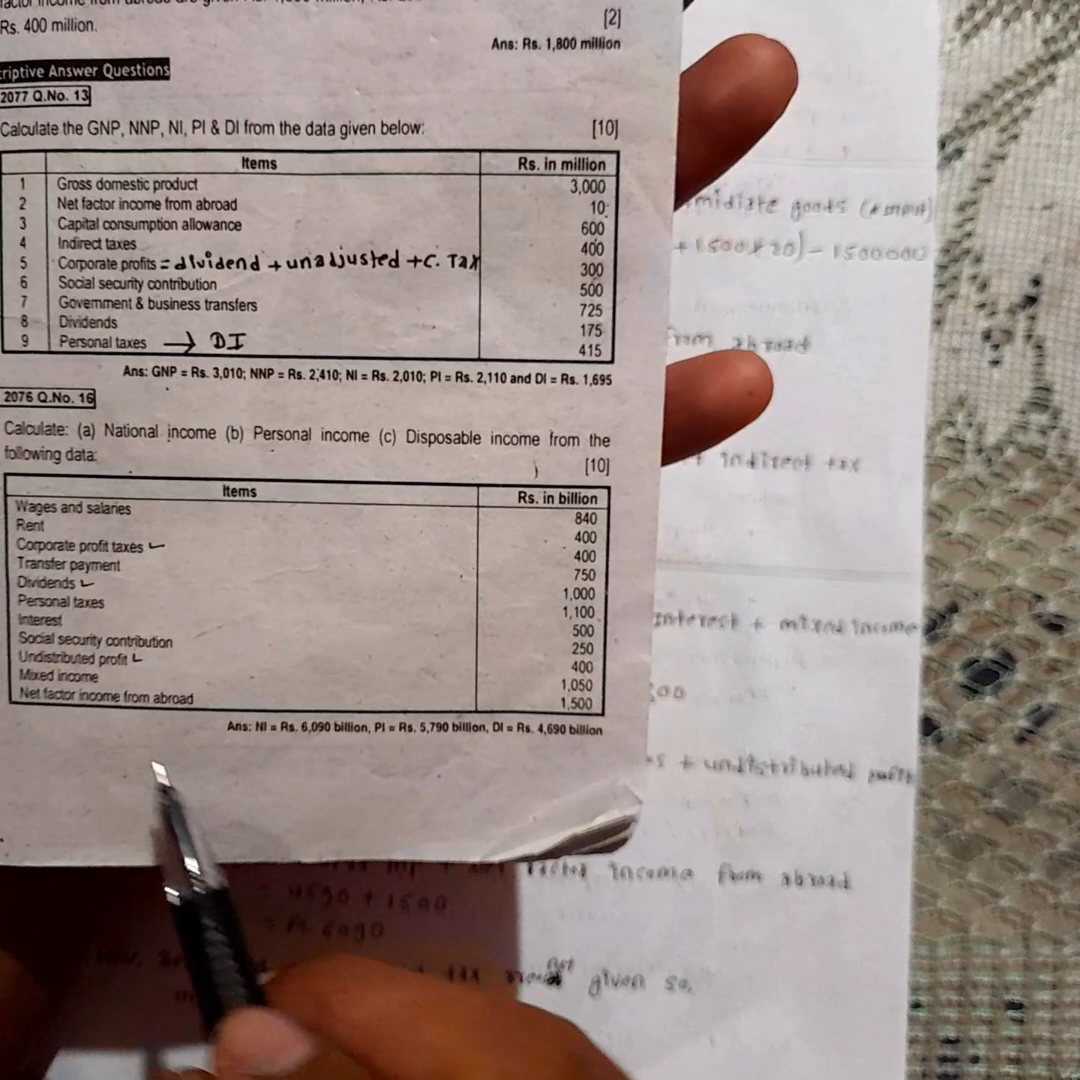 Rs. 400 million.
[2]
Ans: Rs. 1,800 million
criptive Answer Questions
2077 Q.No. 13
Calculate the GNP, NNP, NI, PI & DI from the data given below: [10]
Items Rs. in million
1 Gross domestic product 3,000
2 Net factor income from abroad 10
3 Capital consumption allowance 600
4 Indirect taxes 400
5 Corporate profits = dividend + unadjusted + C. Tax 300
6 Social security contribution 500
7 Government & business transfers 725
8 Dividends 175
9 Personal taxes → DI 415
Ans: GNP = Rs. 3,010; NNP = Rs. 2,410; NI = Rs. 2,010; PI = Rs. 2,110 and DI = Rs. 1,695
2076 Q.No. 16
Calculate: (a) National income (b) Personal income (c) Disposable income from the
following data: [10]
Items Rs. in billion
Wages and salaries 840
Rent 400
Corporate profit taxes 400
Transfer payment 750
Dividends 1,000
Personal taxes 1,100
Interest 500
Social security contribution 250
Undistributed profit 400
Mixed income 1,050
Net factor income from abroad 1,500
Ans: NI = Rs. 6,090 billion, PI = Rs. 5,790 billion, DI = Rs. 4,690 billion
goods
+ 1500 × 20) - 1500000
from abroad
+ indirect tax
Interest + mixed income
+ undistributed
factor income from abroad
4590 + 1500
given so,